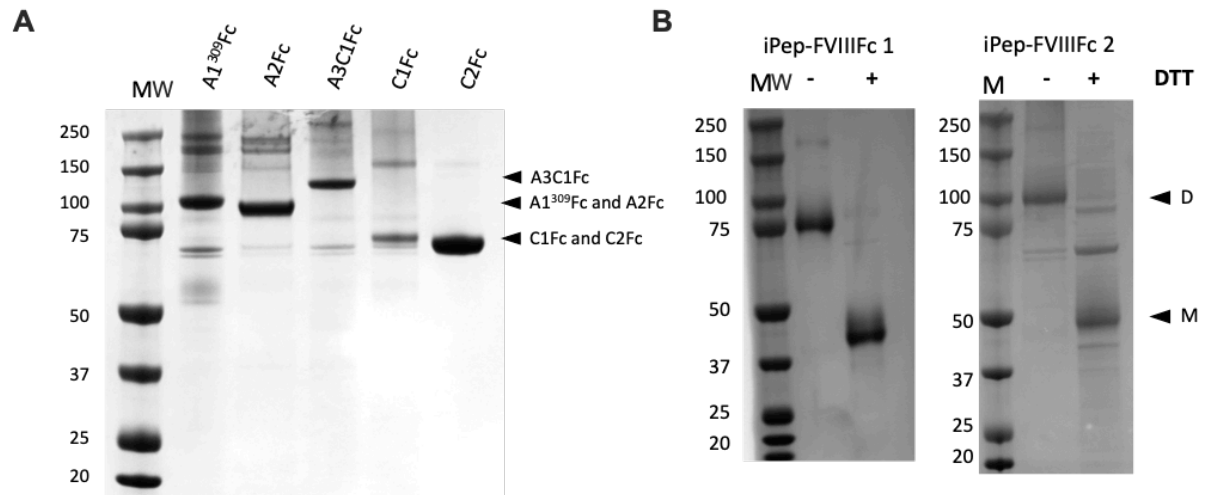 A
MW
A1³⁰⁹Fc
A2Fc
A3C1Fc
C1Fc
C2Fc
250
150
100
75
50
37
25
20
A3C1Fc
A1³⁰⁹Fc and A2Fc
C1Fc and C2Fc
B
iPep-FVIIIFc 1
MW - +
250
150
100
75
50
37
25
20
iPep-FVIIIFc 2
M - + DTT
250
150
100
75
50
37
25
20
D
M